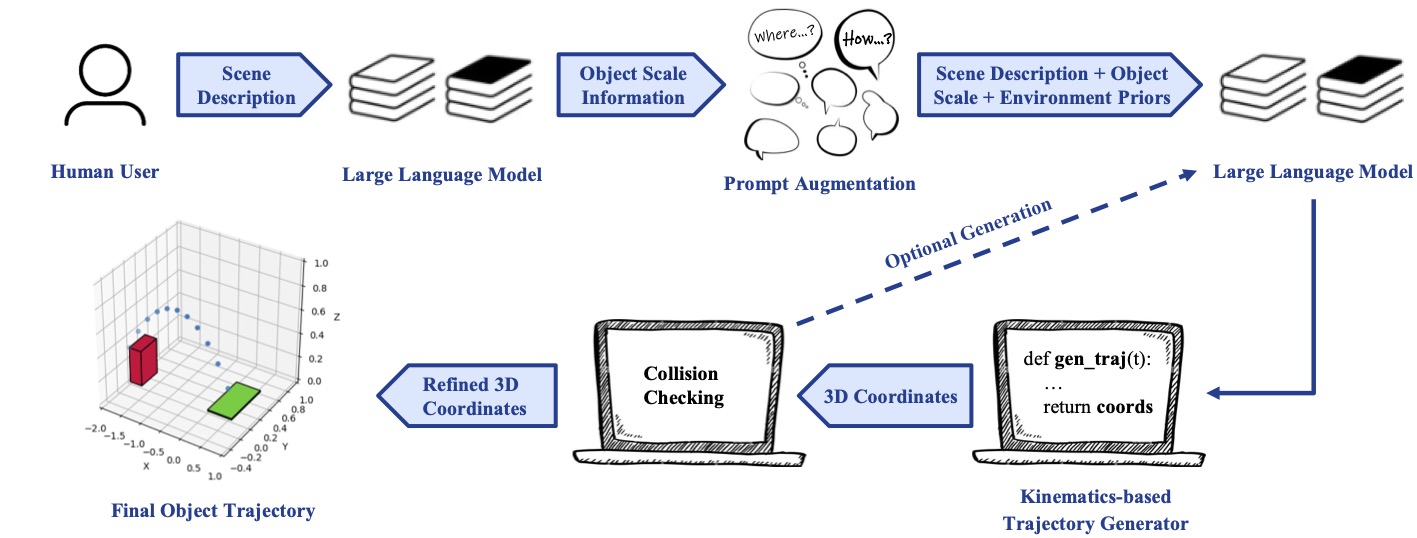 Scene
Description
Object Scale
Information
Where...?
How...?
Scene Description + Object
Scale + Environment Priors
Human User
Large Language Model
Prompt Augmentation
Large Language Model
Optional Generation
1.0
0.8
0.6
0.4
0.2
0.0
Z
-2.0
-1.5
-1.0
-0.5
0.0
0.5
1.0
X
-0.4
-0.2
0.0
0.2
0.4
0.6
0.8
1.0
Y
Final Object Trajectory
Refined 3D
Coordinates
Collision
Checking
3D Coordinates
def gen_traj(t):
...
return coords
Kinematics-based
Trajectory Generator